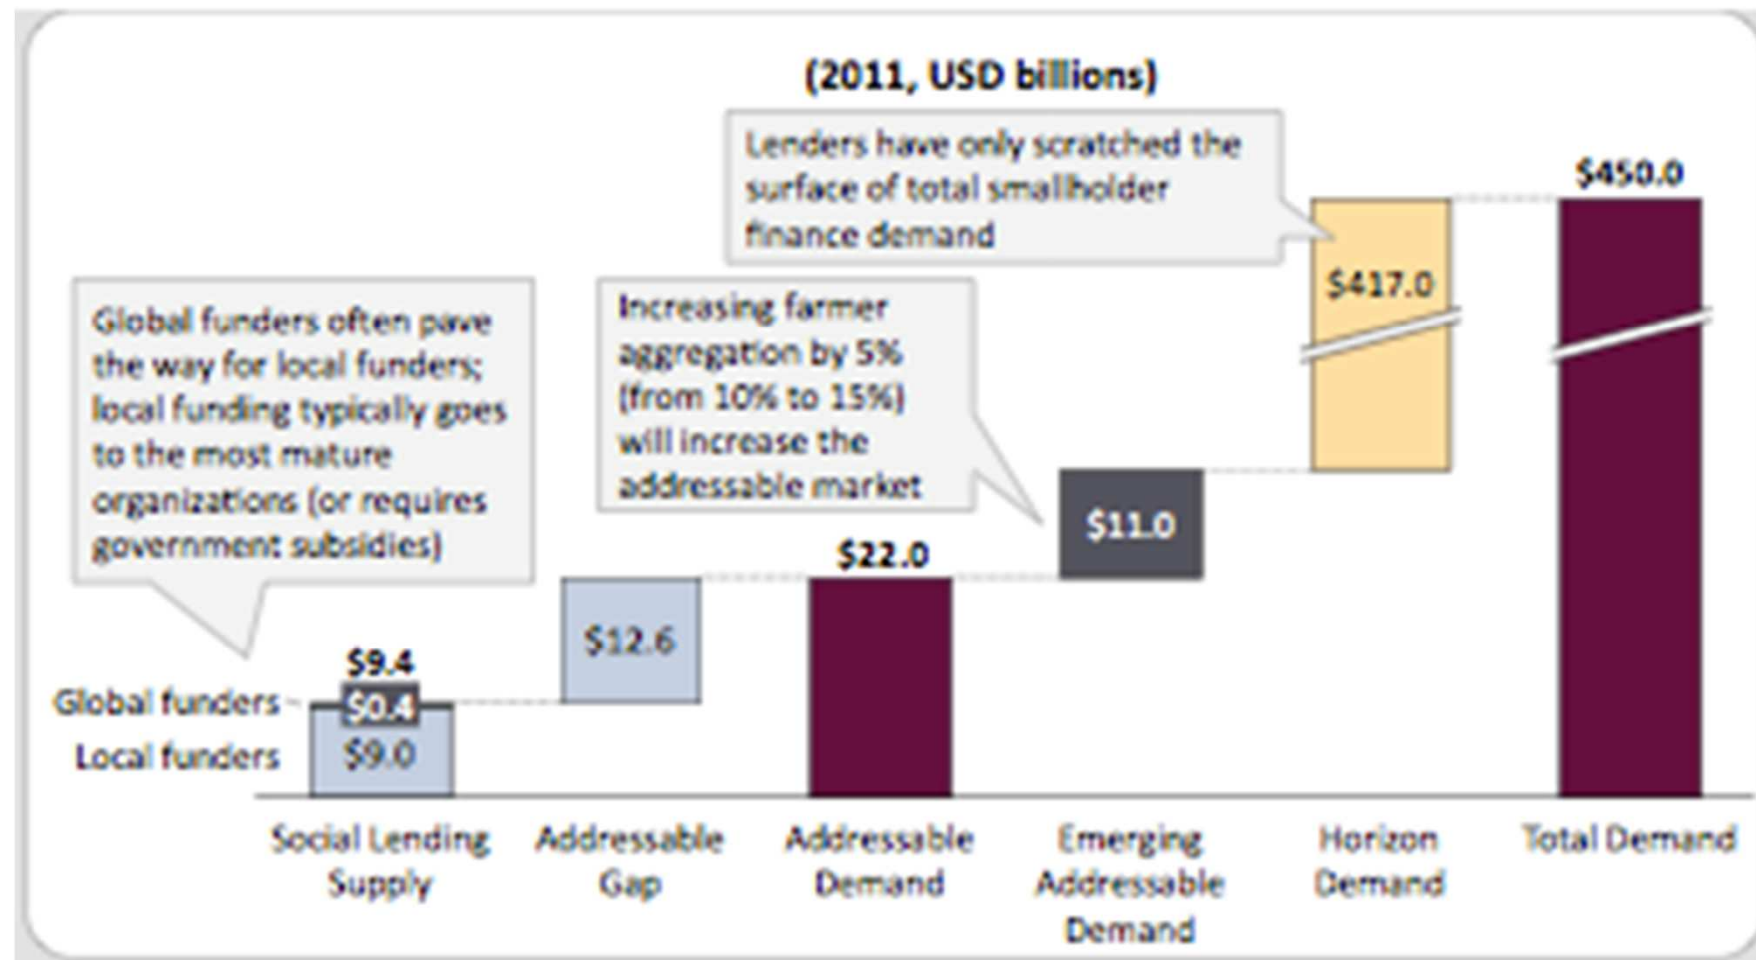 (2011, USD billions)
Lenders have only scratched the
surface of total smallholder
finance demand
$450.0
$417.0
Global funders often pave
the way for local funders;
local funding typically goes
to the most mature
organizations (or requires
government subsidies)
Increasing farmer
aggregation by 5%
(from 10% to 15%)
will increase the
addressable market
$11.0
$22.0
$12.6
$9.4
Global funders
$0.4
Local funders
$9.0
Social Lending
Supply
Addressable
Gap
Addressable
Demand
Emerging
Addressable
Demand
Horizon
Demand
Total Demand